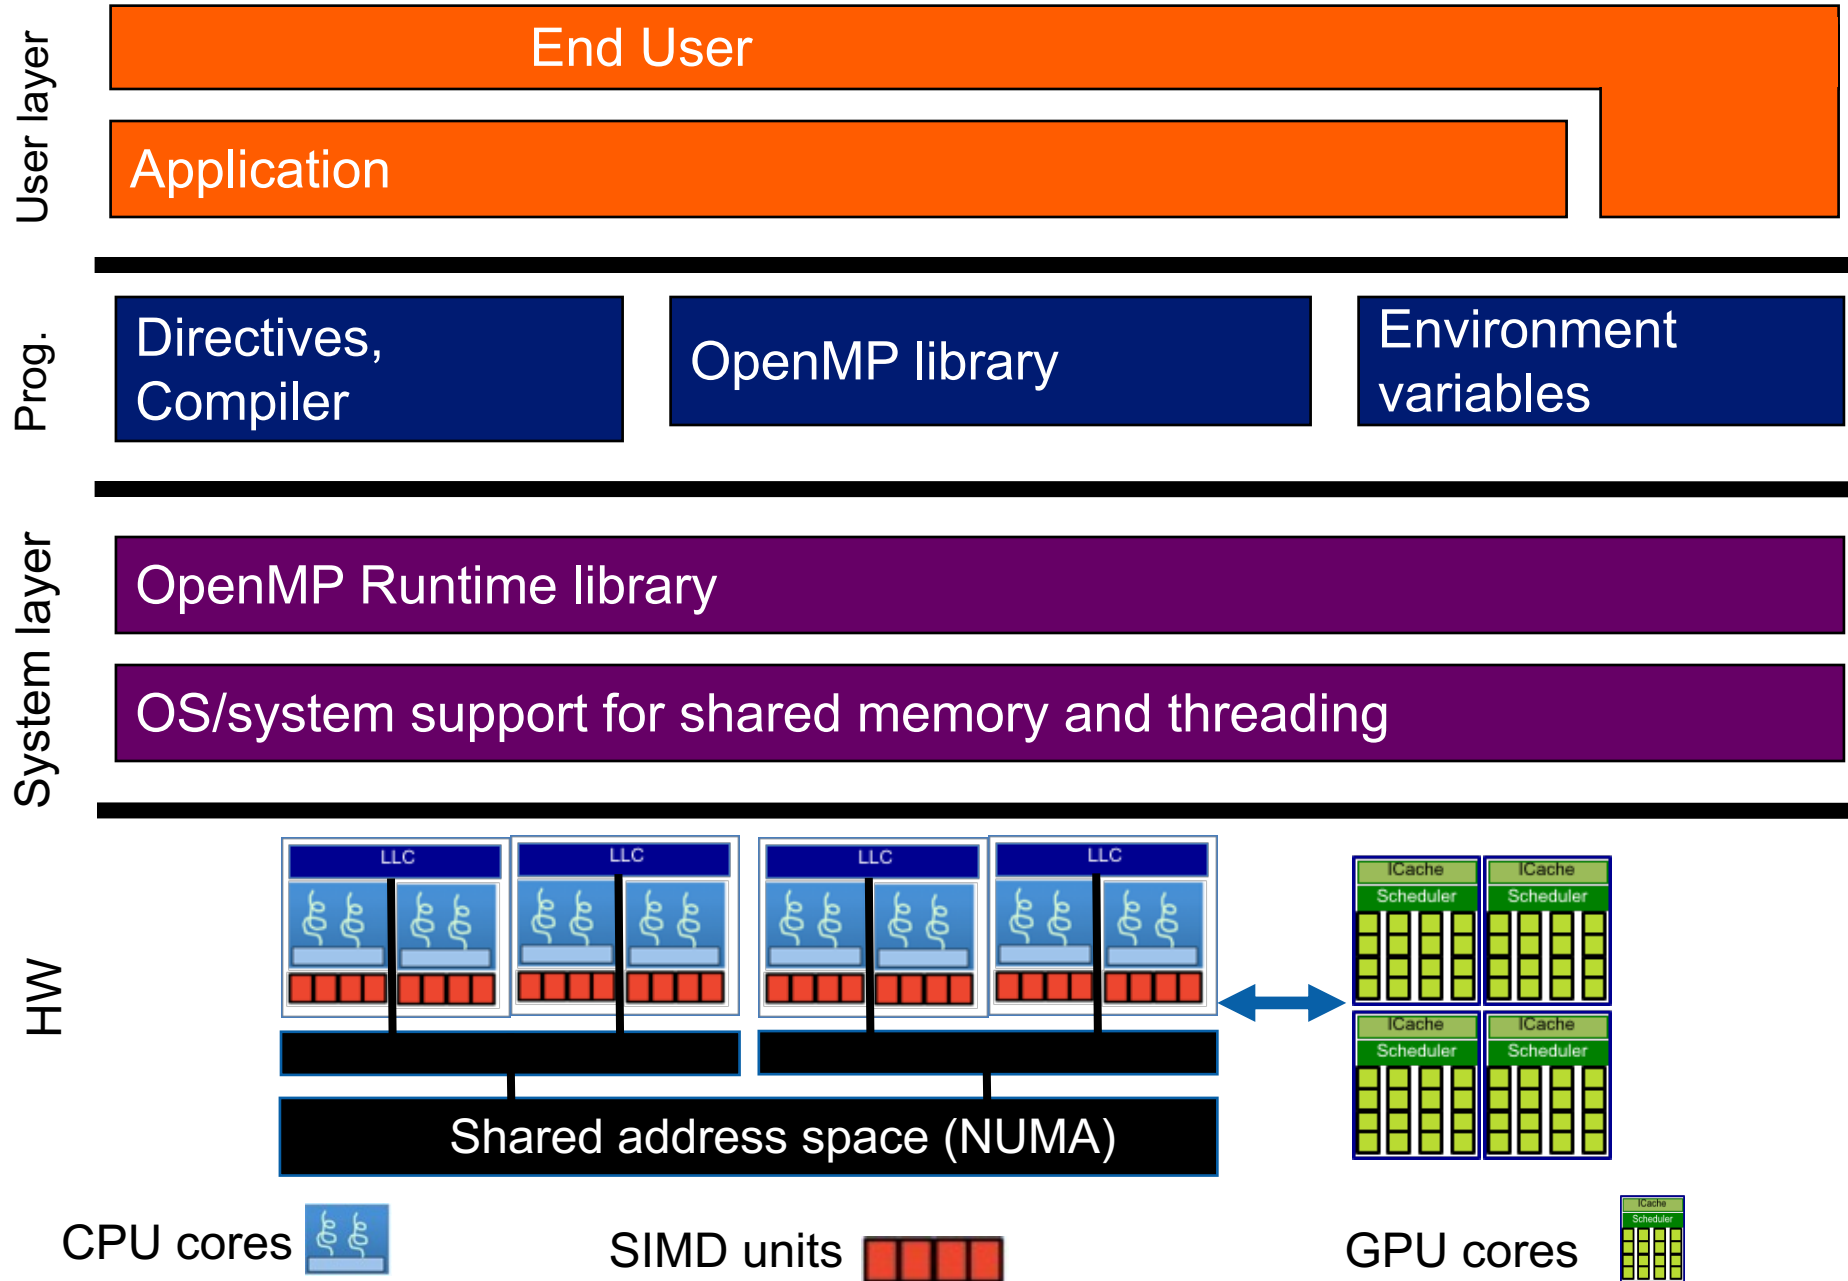 User layer
End User
Application
Prog.
Directives,
Compiler
OpenMP library
Environment
variables
System layer
OpenMP Runtime library
OS/system support for shared memory and threading
HW
LLC
LLC
LLC
LLC
ICache
ICache
Scheduler
Scheduler
ICache
ICache
Scheduler
Scheduler
Shared address space (NUMA)
CPU cores
SIMD units
GPU cores
ICache
Scheduler